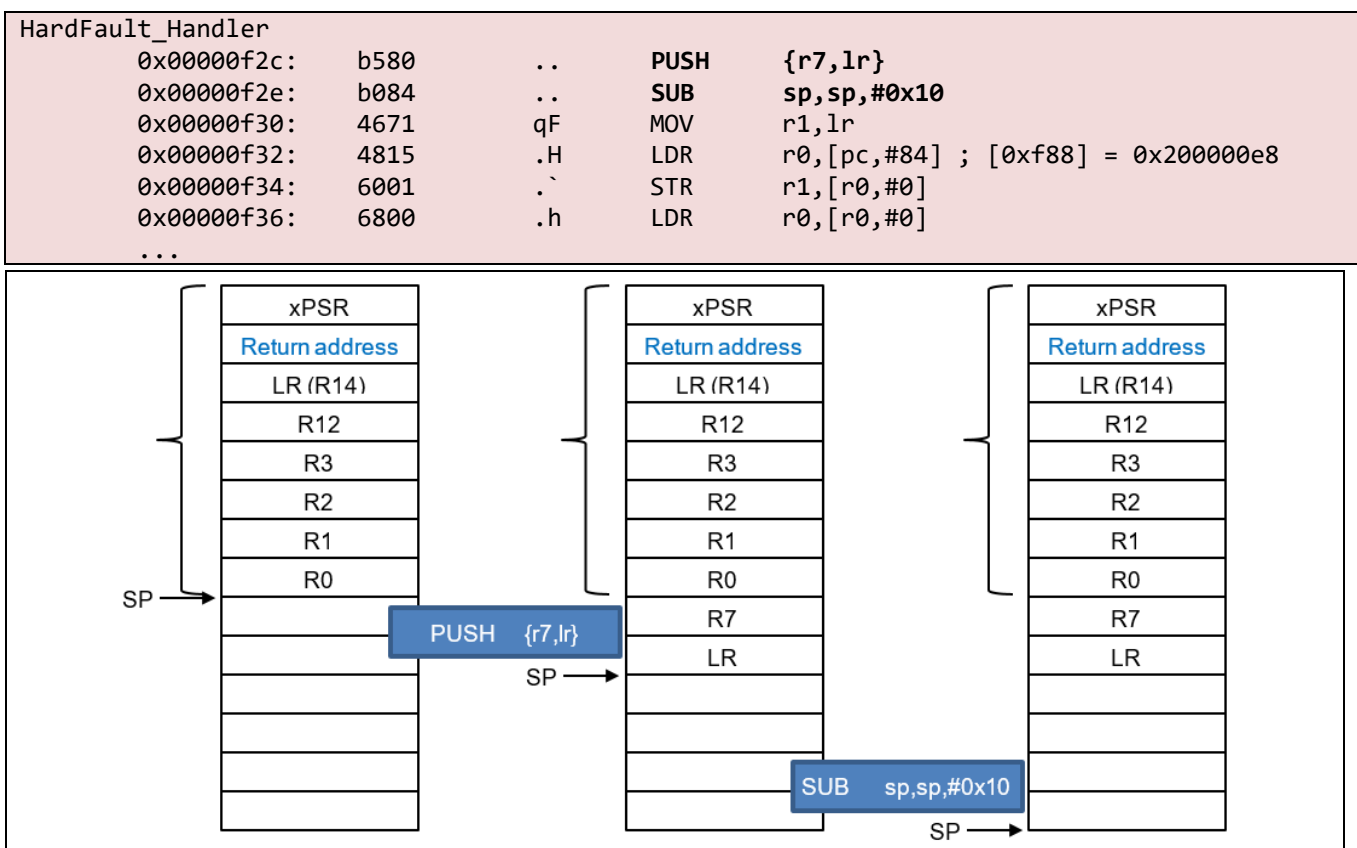 HardFault_Handler
0x00000f2c: b580 .. PUSH {r7,lr}
0x00000f2e: b084 .. SUB sp,sp,#0x10
0x00000f30: 4671 qF MOV r1,lr
0x00000f32: 4815 .H LDR r0,[pc,#84] ; [0xf88] = 0x200000e8
0x00000f34: 6001 .` STR r1,[r0,#0]
0x00000f36: 6800 .h LDR r0,[r0,#0]
...
xPSR
Return address
LR (R14)
R12
R3
R2
R1
R0
SP
PUSH {r7,lr}
xPSR
Return address
LR (R14)
R12
R3
R2
R1
R0
R7
LR
SP
SUB sp,sp,#0x10
xPSR
Return address
LR (R14)
R12
R3
R2
R1
R0
R7
LR
SP